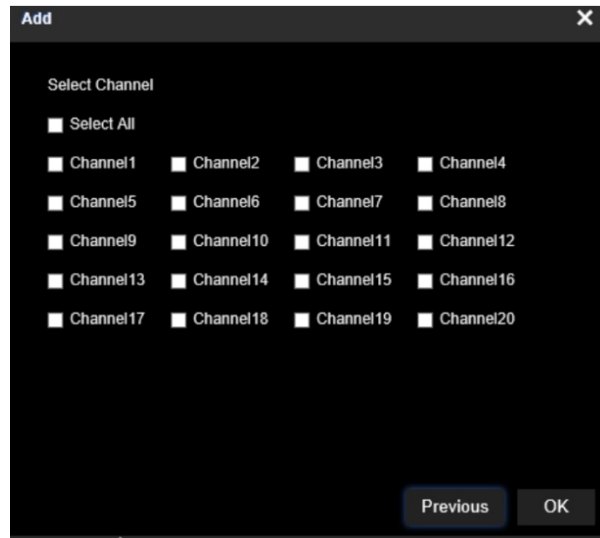 Add
Select Channel
Select All
Channel1 Channel2 Channel3 Channel4
Channel5 Channel6 Channel7 Channel8
Channel9 Channel10 Channel11 Channel12
Channel13 Channel14 Channel15 Channel16
Channel17 Channel18 Channel19 Channel20
Previous OK